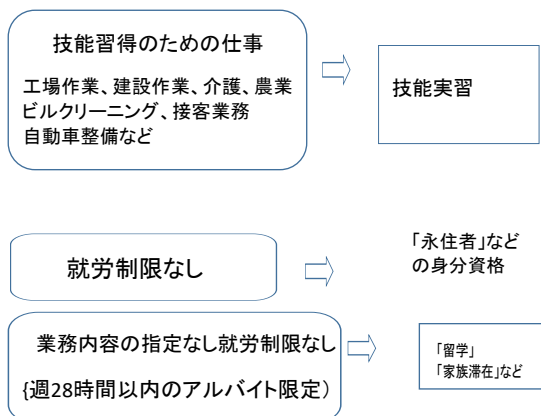 技能習得のための仕事
工場作業、建設作業、介護、農業
ビルクリーニング、接客業務
自動車整備など
技能実習
就労制限なし
「永住者」など
の身分資格
業務内容の指定なし就労制限なし
{週28時間以内のアルバイト限定）
「留学」
「家族滞在」など